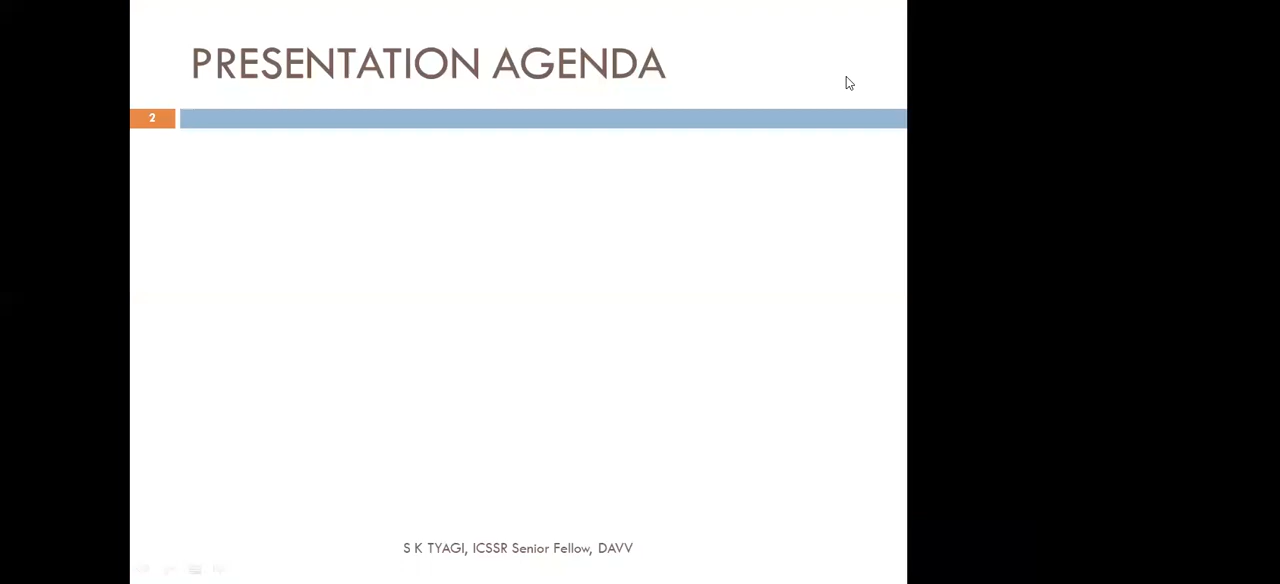 PRESENTATION AGENDA
2
S K TYAGI, ICSSR Senior Fellow, DAVV